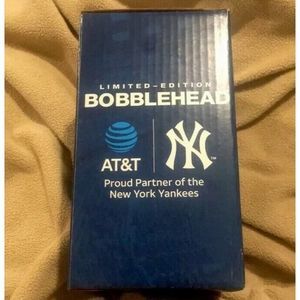 LIMITED-EDITION
BOBBLEHEAD
AT&T
NY
Proud Partner of the
New York Yankees